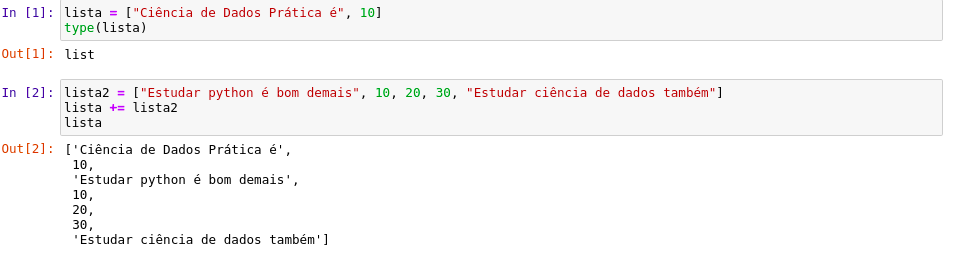 In [1]: lista = ["Ciência de Dados Prática é", 10]
type(lista)
Out[1]: list
In [2]: lista2 = ["Estudar python é bom demais", 10, 20, 30, "Estudar ciência de dados também"]
lista += lista2
lista
Out[2]: ['Ciência de Dados Prática é',
10,
'Estudar python é bom demais',
10,
20,
30,
'Estudar ciência de dados também']